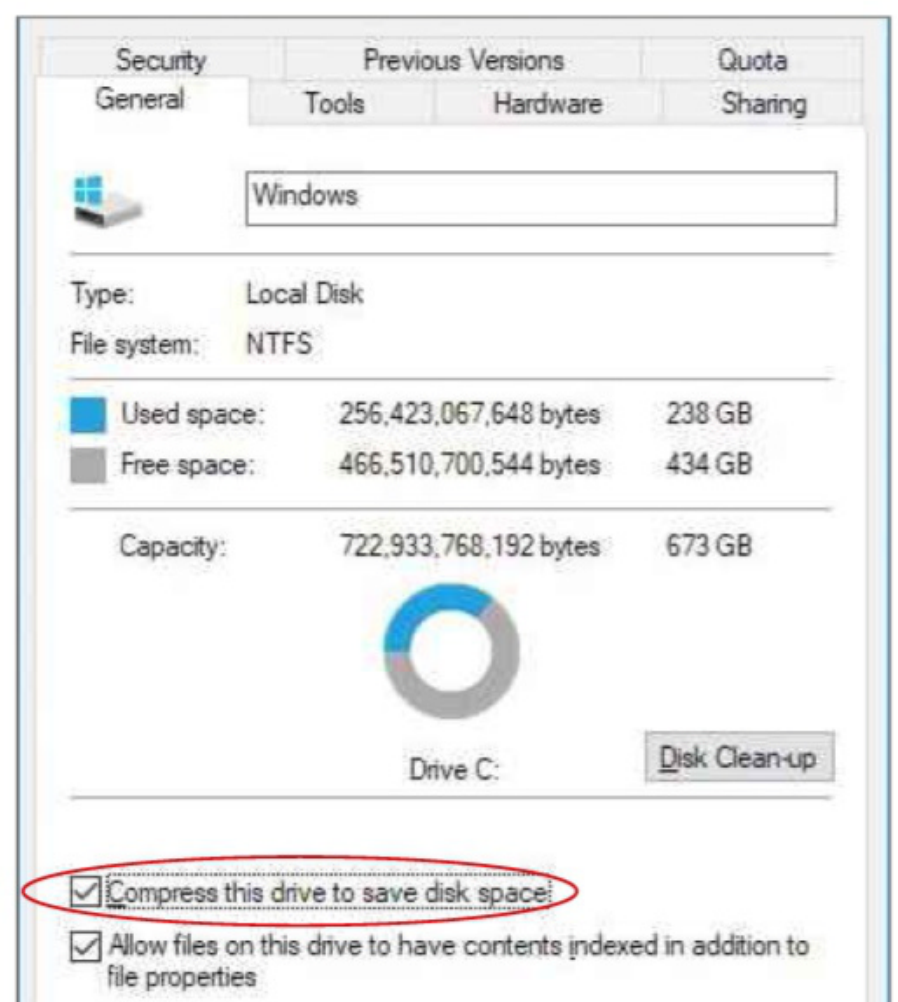 Security Previous Versions Quota
General Tools Hardware Sharing
Windows
Type: Local Disk
File system: NTFS
Used space: 256,423,067,648 bytes 238 GB
Free space: 466,510,700,544 bytes 434 GB
Capacity: 722,933,768,192 bytes 673 GB
Drive C:
Disk Clean-up
Compress this drive to save disk space
Allow files on this drive to have contents indexed in addition to
file properties